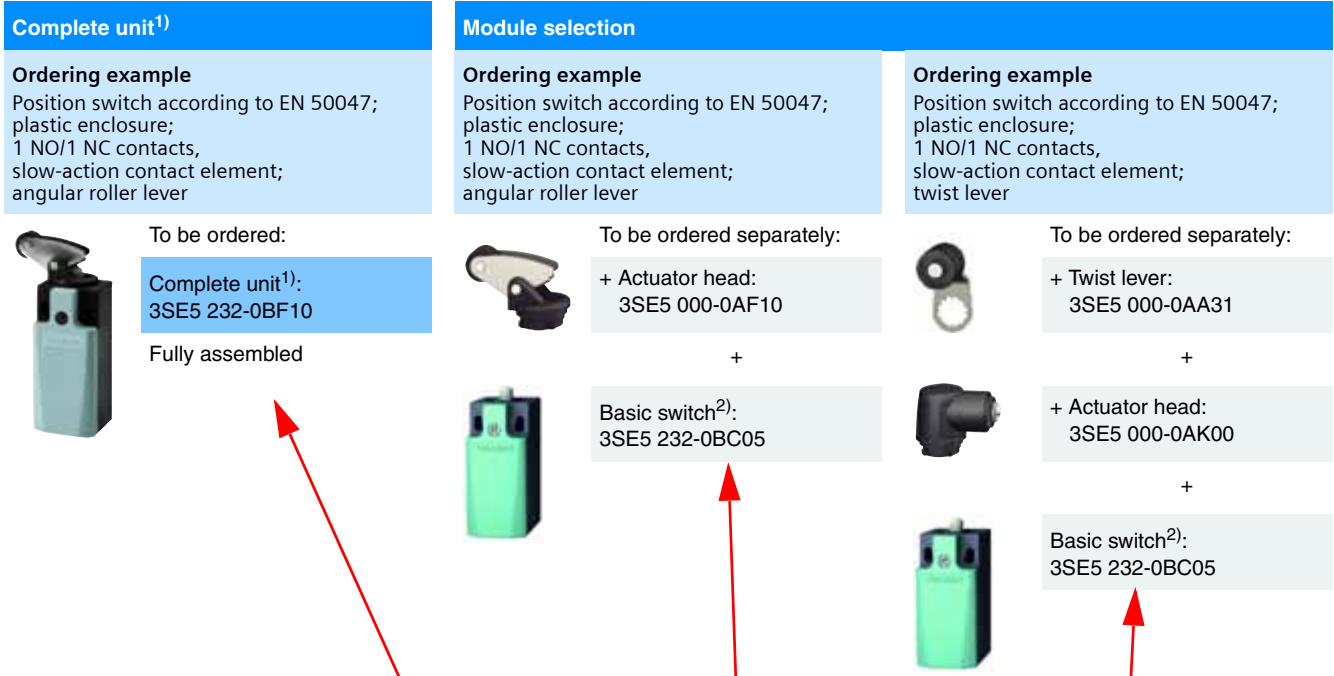 Complete unit1)
Ordering example
Position switch according to EN 50047;
plastic enclosure;
1 NO/1 NC contacts,
slow-action contact element;
angular roller lever
To be ordered:
Complete unit1):
3SE5 232-0BF10
Fully assembled
Module selection
Ordering example
Position switch according to EN 50047;
plastic enclosure;
1 NO/1 NC contacts,
slow-action contact element;
angular roller lever
To be ordered separately:
+ Actuator head:
3SE5 000-0AF10
+
Basic switch2):
3SE5 232-0BC05
Ordering example
Position switch according to EN 50047;
plastic enclosure;
1 NO/1 NC contacts,
slow-action contact element;
twist lever
To be ordered separately:
+ Twist lever:
3SE5 000-0AA31
+
+ Actuator head:
3SE5 000-0AK00
+
Basic switch2):
3SE5 232-0BC05